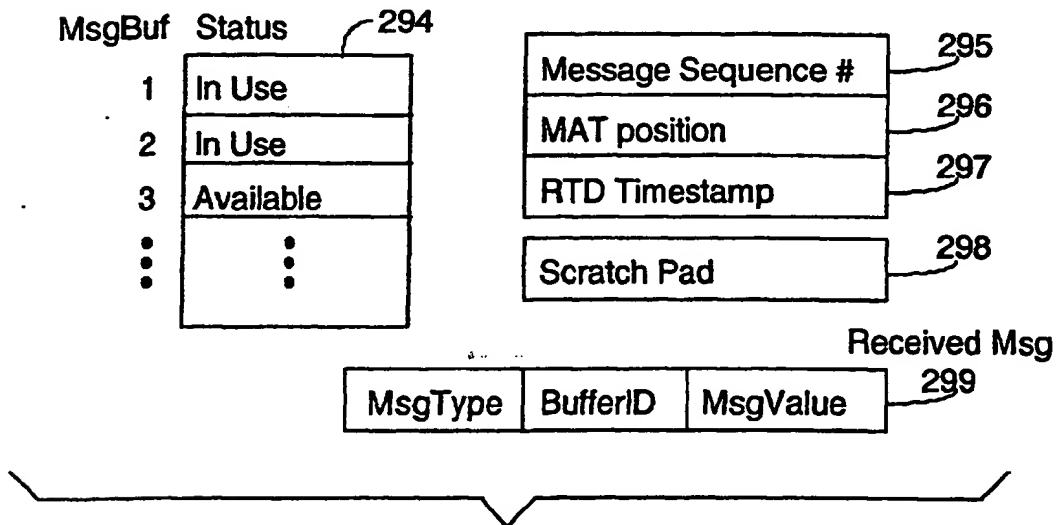 MsgBuf Status
294
1 In Use
2 In Use
3 Available
Message Sequence # 295
MAT position 296
RTD Timestamp 297
Scratch Pad 298
Received Msg
MsgType BufferID MsgValue 299